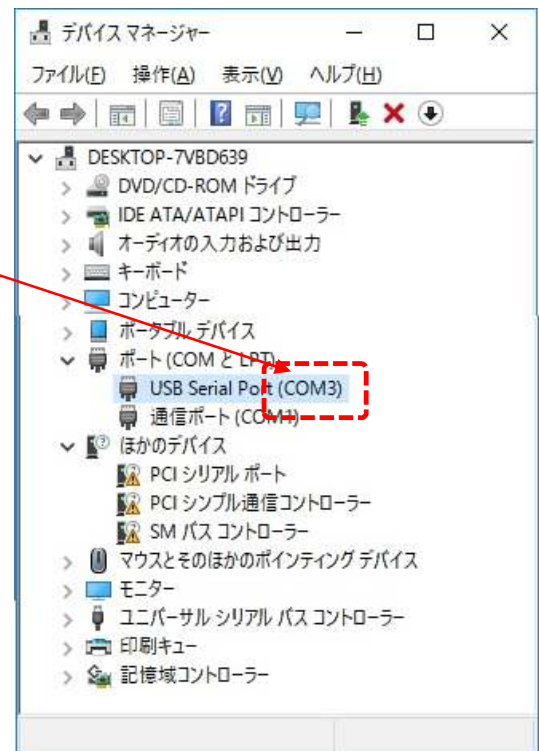 デバイス マネージャー
ファイル(F) 操作(A) 表示(V) ヘルプ(H)
DESKTOP-7VBD639
DVD/CD-ROM ドライブ
IDE ATA/ATAPI コントローラー
オーディオの入力および出力
キーボード
コンピューター
ポータブル デバイス
ポート (COM と LPT)
USB Serial Port (COM3)
通信ポート (COM1)
ほかのデバイス
PCI シリアル ポート
PCI シンプル通信コントローラー
SM バス コントローラー
マウスとそのほかのポインティング デバイス
モニター
ユニバーサル シリアル バス コントローラー
印刷キュー
記憶域コントローラー